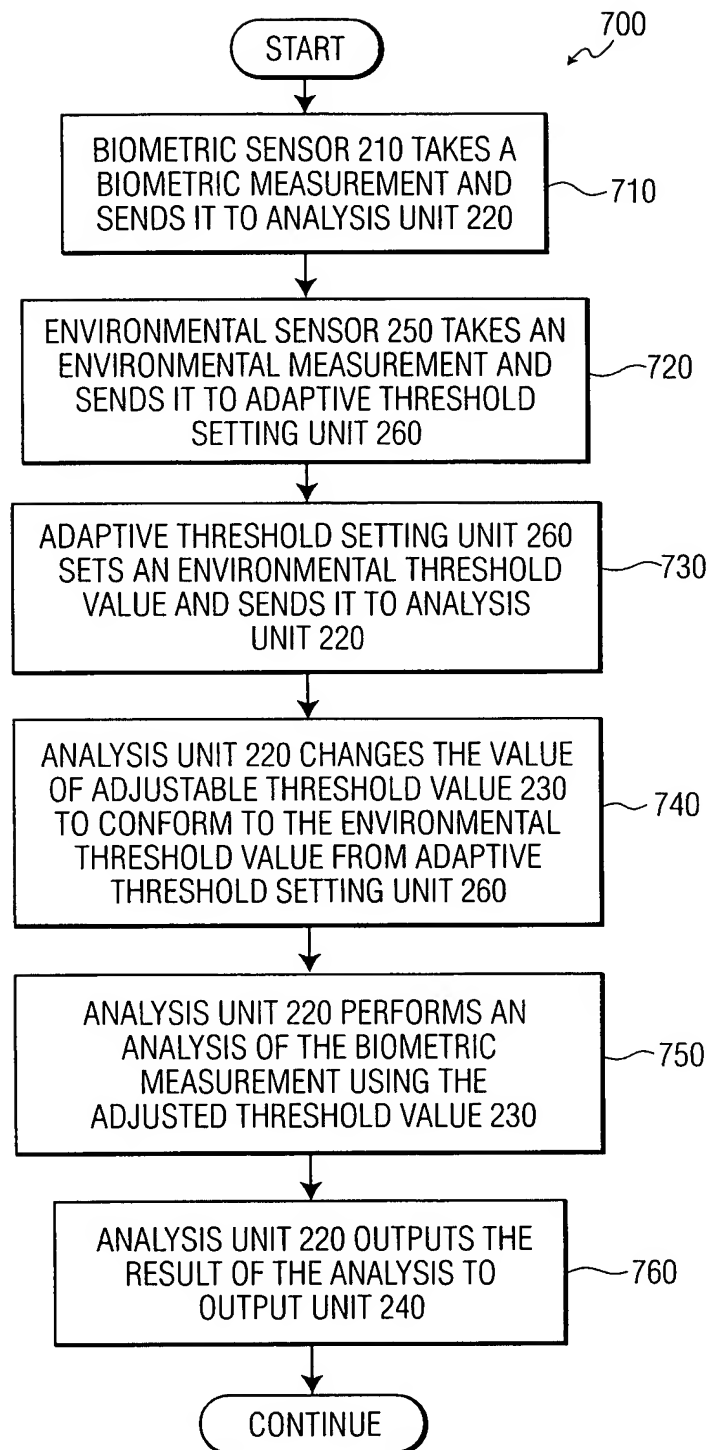 START
700
BIOMETRIC SENSOR 210 TAKES A
BIOMETRIC MEASUREMENT AND
SENDS IT TO ANALYSIS UNIT 220
710
ENVIRONMENTAL SENSOR 250 TAKES AN
ENVIRONMENTAL MEASUREMENT AND
SENDS IT TO ADAPTIVE THRESHOLD
SETTING UNIT 260
720
ADAPTIVE THRESHOLD SETTING UNIT 260
SETS AN ENVIRONMENTAL THRESHOLD
VALUE AND SENDS IT TO ANALYSIS
UNIT 220
730
ANALYSIS UNIT 220 CHANGES THE VALUE
OF ADJUSTABLE THRESHOLD VALUE 230
TO CONFORM TO THE ENVIRONMENTAL
THRESHOLD VALUE FROM ADAPTIVE
THRESHOLD SETTING UNIT 260
740
ANALYSIS UNIT 220 PERFORMS AN
ANALYSIS OF THE BIOMETRIC
MEASUREMENT USING THE
ADJUSTED THRESHOLD VALUE 230
750
ANALYSIS UNIT 220 OUTPUTS THE
RESULT OF THE ANALYSIS TO
OUTPUT UNIT 240
760
CONTINUE